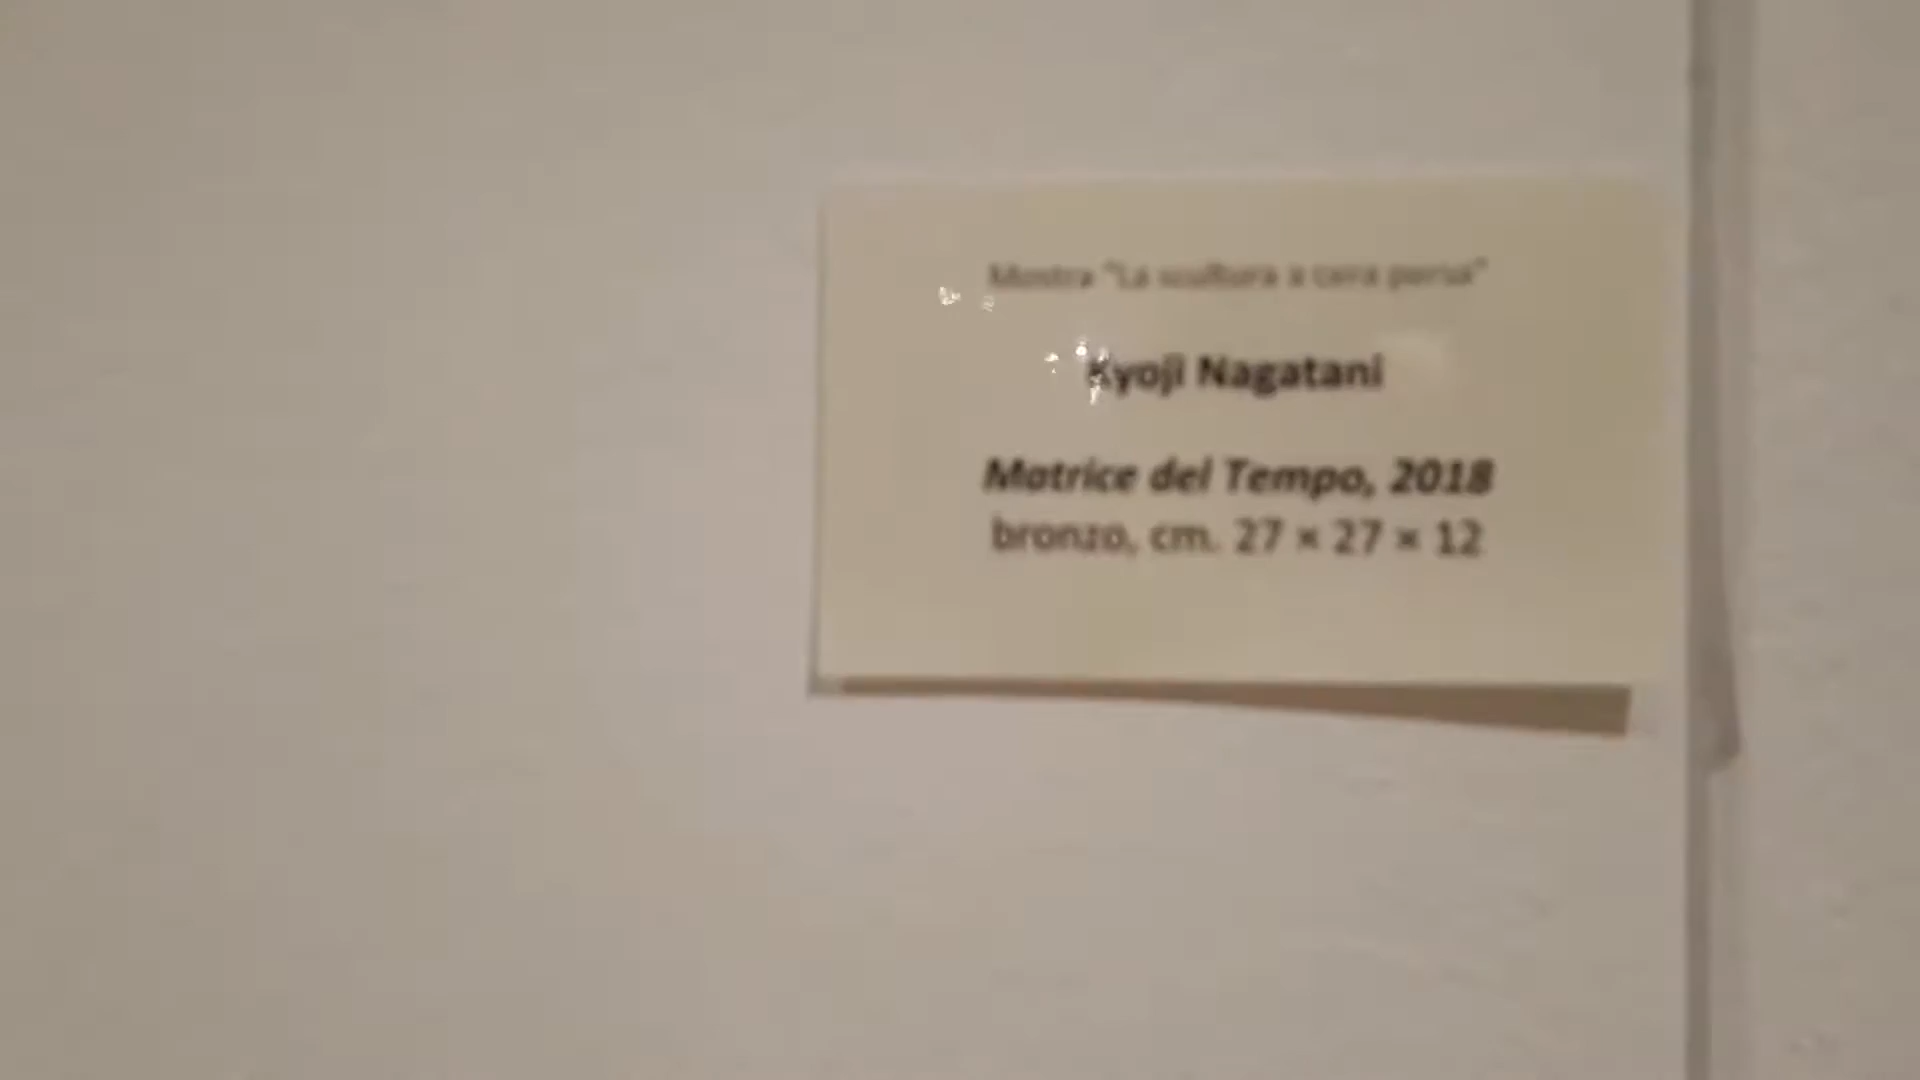 Mostra "La scultura a cera persa"
Kyoji Nagatani
Matrice del Tempo, 2018
bronzo, cm. 27 × 27 × 12